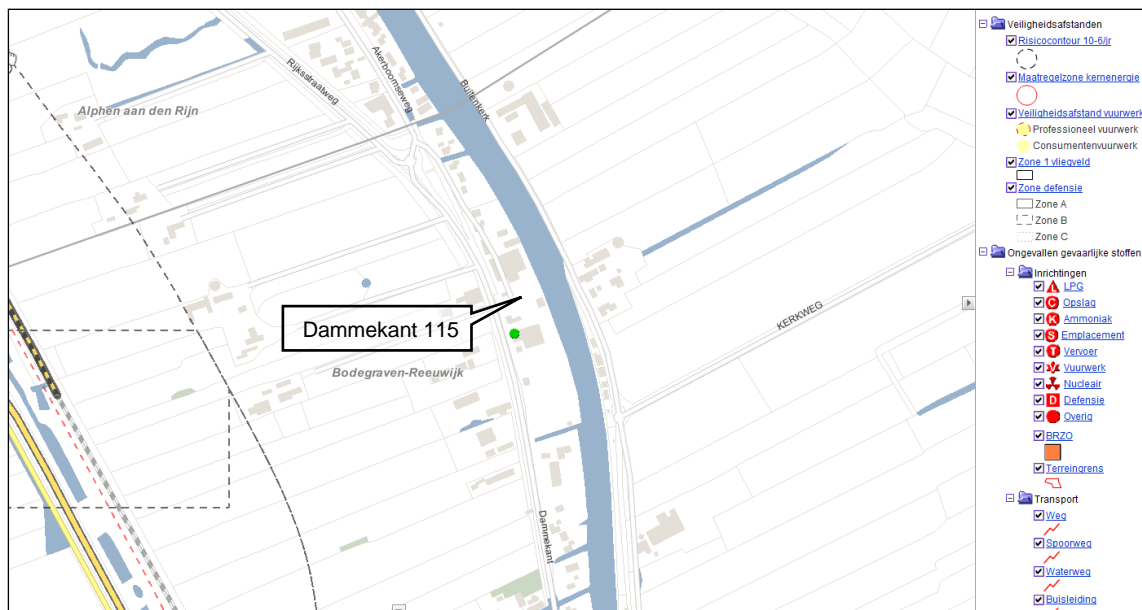 Alphen aan den Rijn
Rijksstraatweg
Akerboomseweg
Buitenkerk
Dammekant 115
KERKWEG
Bodegraven-Reeuwijk
Dammekant
Veiligheidsafstanden
Risicocontour 10-6/jr
Maatregelzone kernenergie
Veiligheidsafstand vuurwerk
Professioneel vuurwerk
Consumentenvuurwerk
Zone 1 vliegveld
Zone defensie
Zone A
Zone B
Zone C
Ongevallen gevaarlijke stoffen
Inrichtingen
L LPG
C Opslag
K Ammoniak
S Emplacement
T Vervoer
Vuurwerk
Nucleair
D Defensie
Overig
BRZO
Terreingrens
Transport
Weg
Spoorweg
Waterweg
Buisleiding